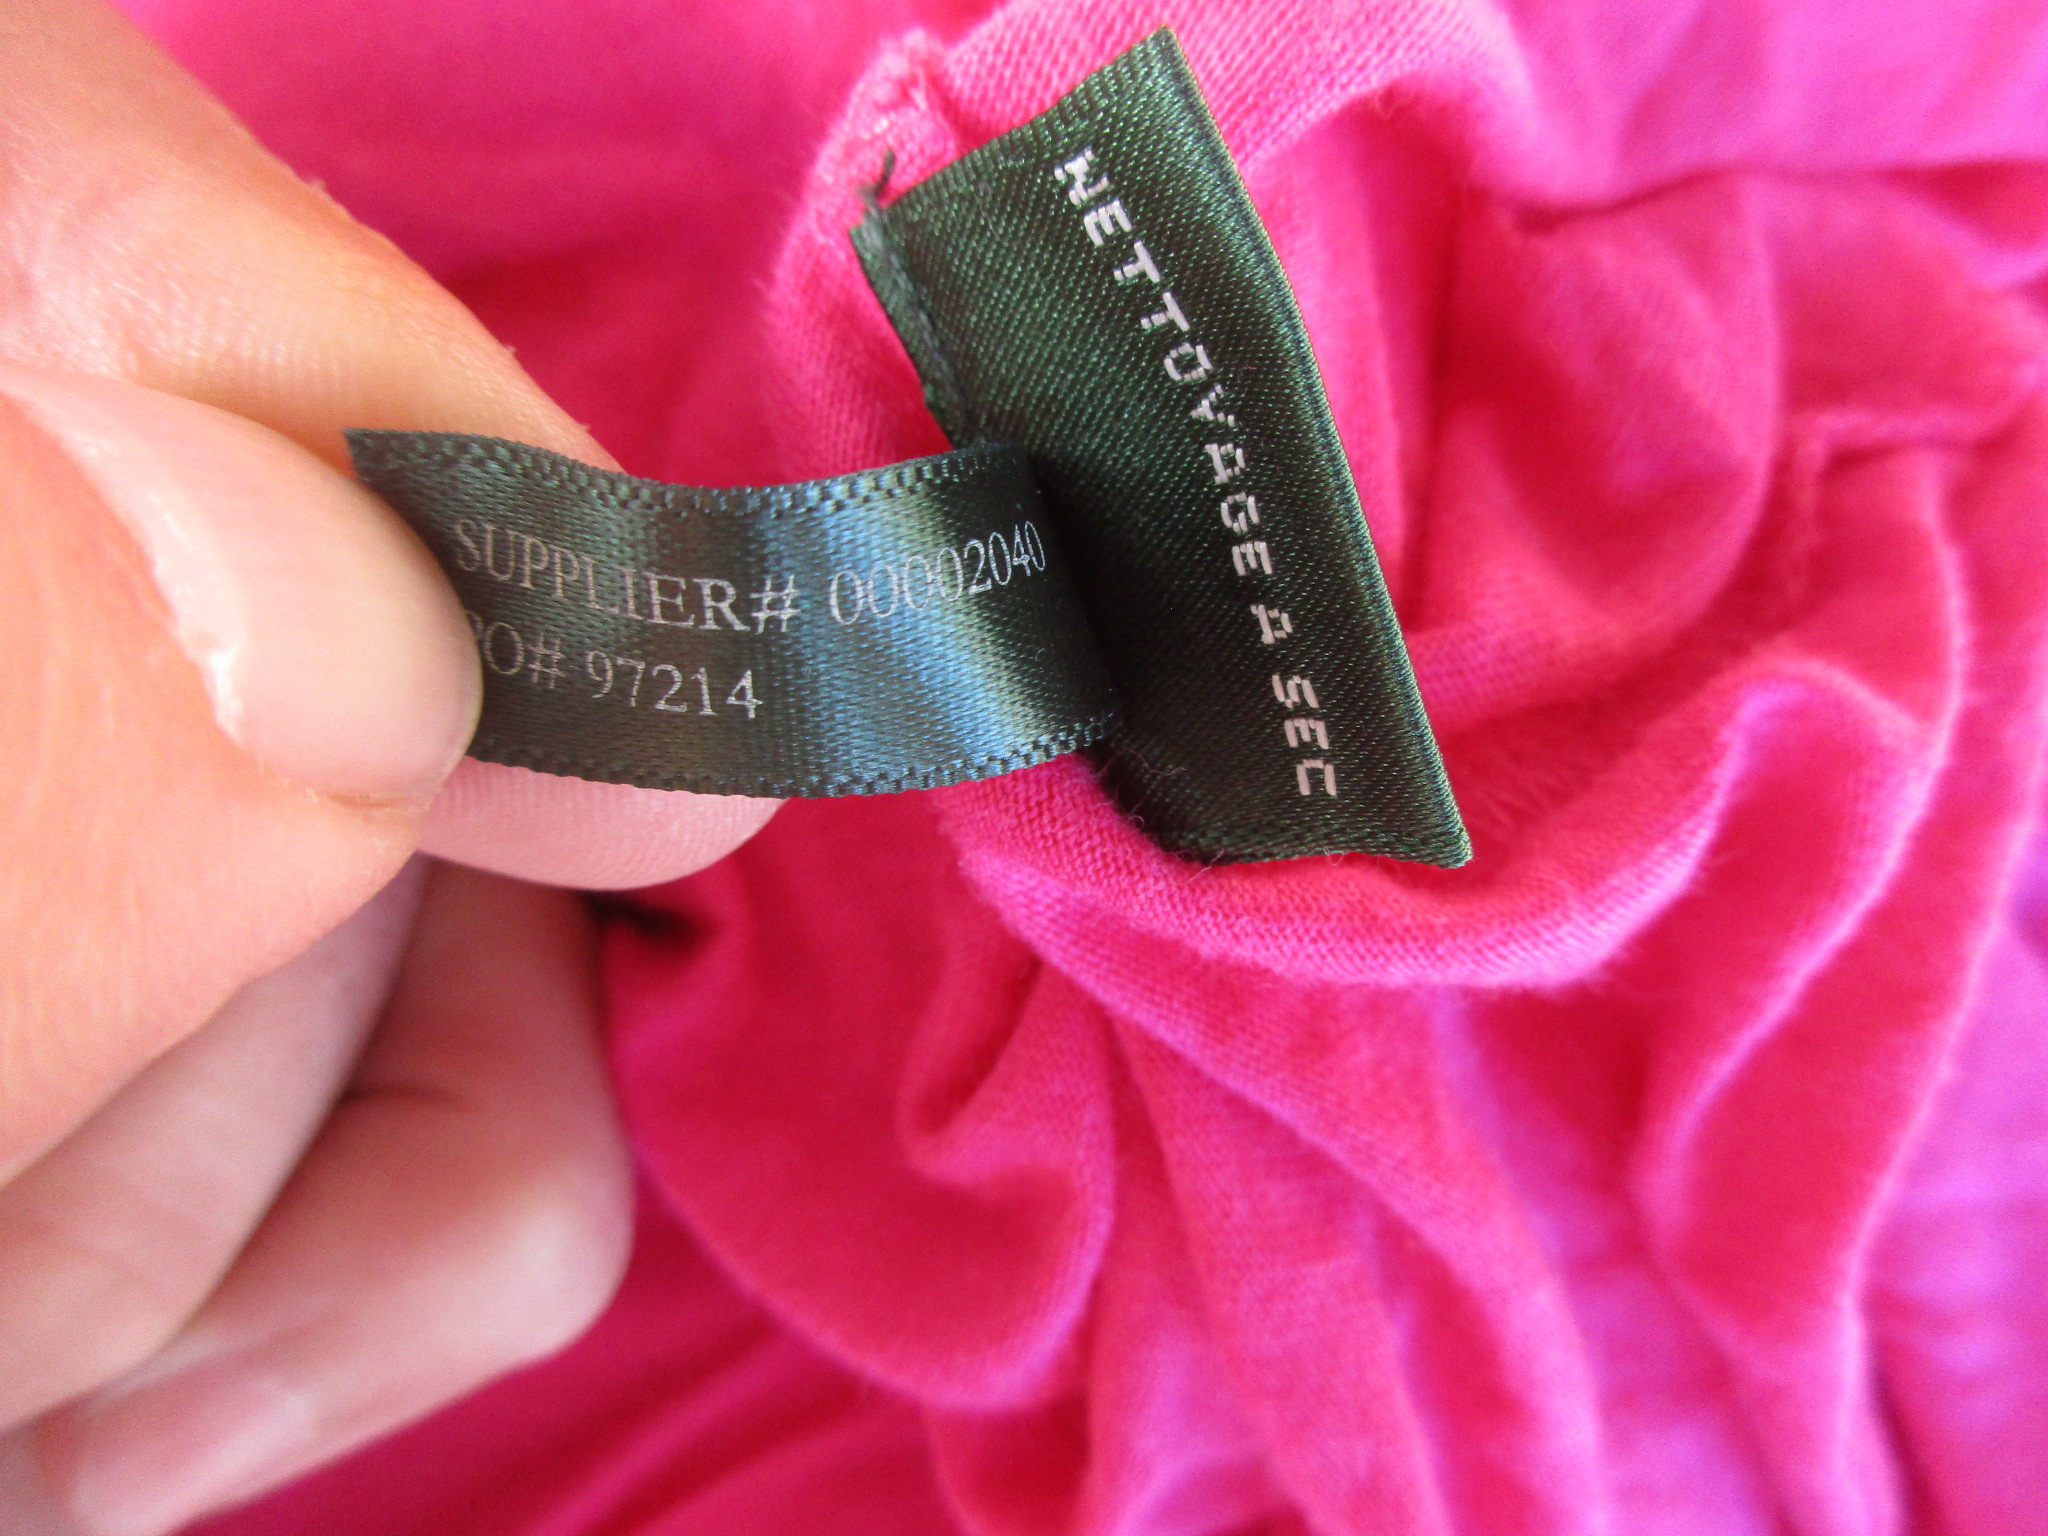 SUPPLIER# 00002040
PO# 97214
NETTOYAGE A SEC